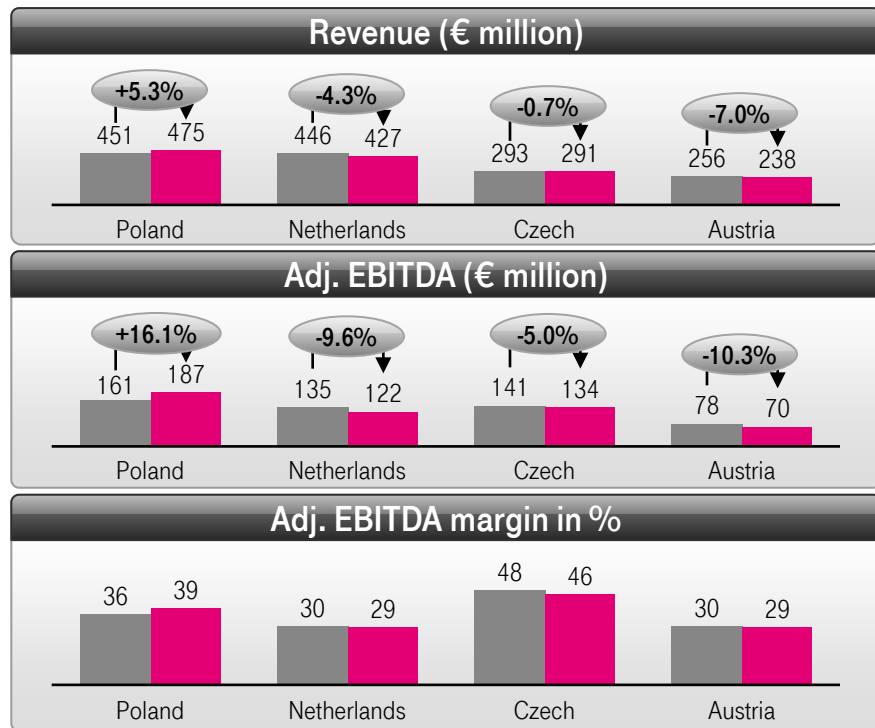 Revenue (€ million)
+5.3% -4.3% -0.7% -7.0%
451 475 446 427 293 291 256 238
Poland Netherlands Czech Austria
Adj. EBITDA (€ million)
+16.1% -9.6% -5.0% -10.3%
161 187 135 122 141 134 78 70
Poland Netherlands Czech Austria
Adj. EBITDA margin in %
36 39 30 29 48 46 30 29
Poland Netherlands Czech Austria